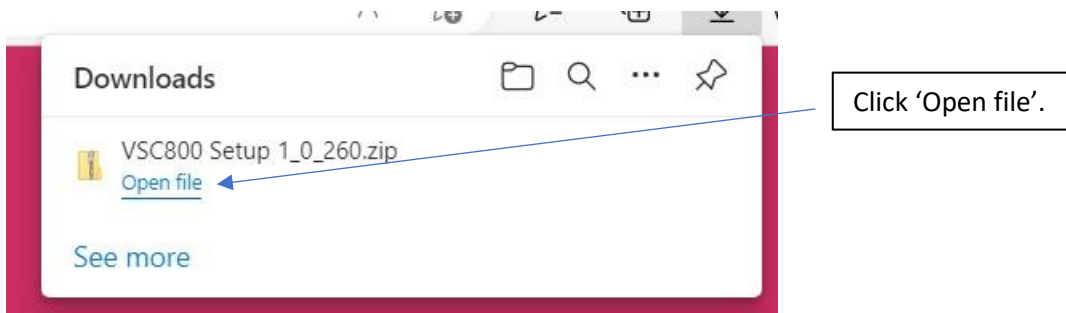 Downloads
Click ‘Open file’.
VSC800 Setup 1_0_260.zip
Open file
See more